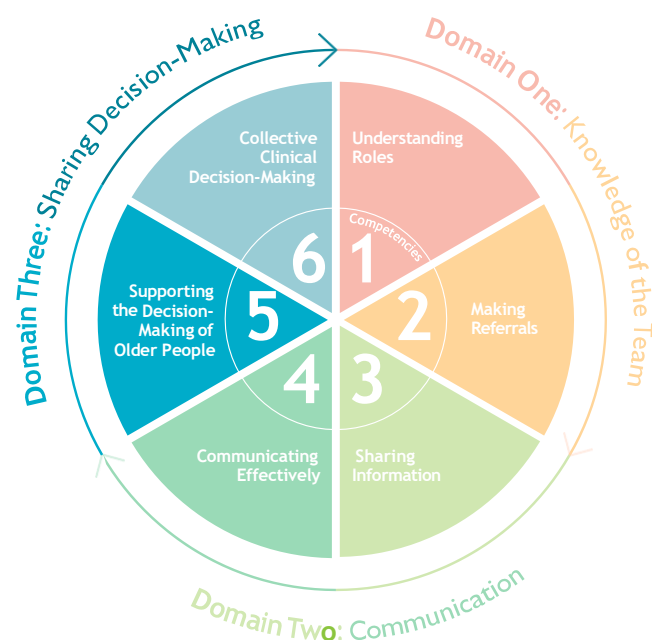 Domain One: Knowledge of the Team
Domain Two: Communication
Domain Three: Sharing Decision-Making
Competencies
1
Understanding
Roles
2
Making
Referrals
3
Sharing
Information
4
Communicating
Effectively
5
Supporting
the Decision-
Making of
Older People
6
Collective
Clinical
Decision-Making